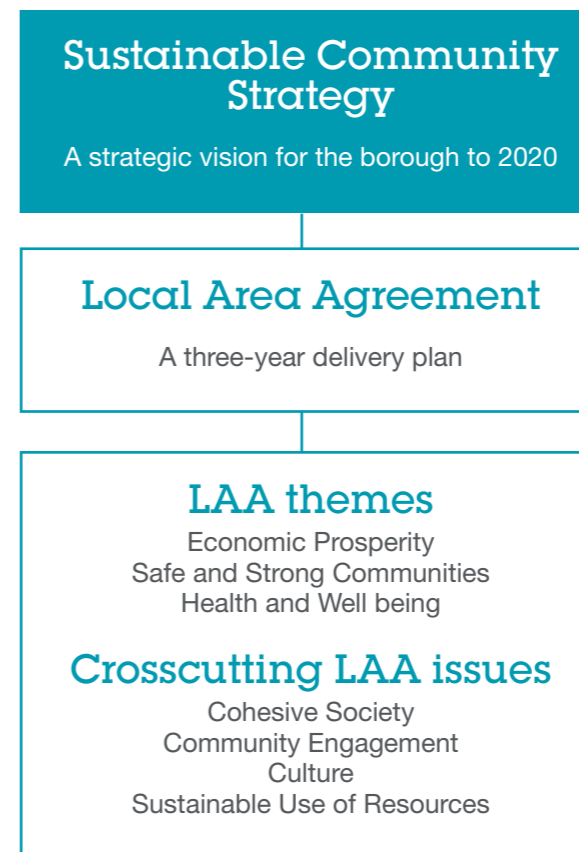 Sustainable Community
Strategy
A strategic vision for the borough to 2020
Local Area Agreement
A three-year delivery plan
LAA themes
Economic Prosperity
Safe and Strong Communities
Health and Well being
Crosscutting LAA issues
Cohesive Society
Community Engagement
Culture
Sustainable Use of Resources